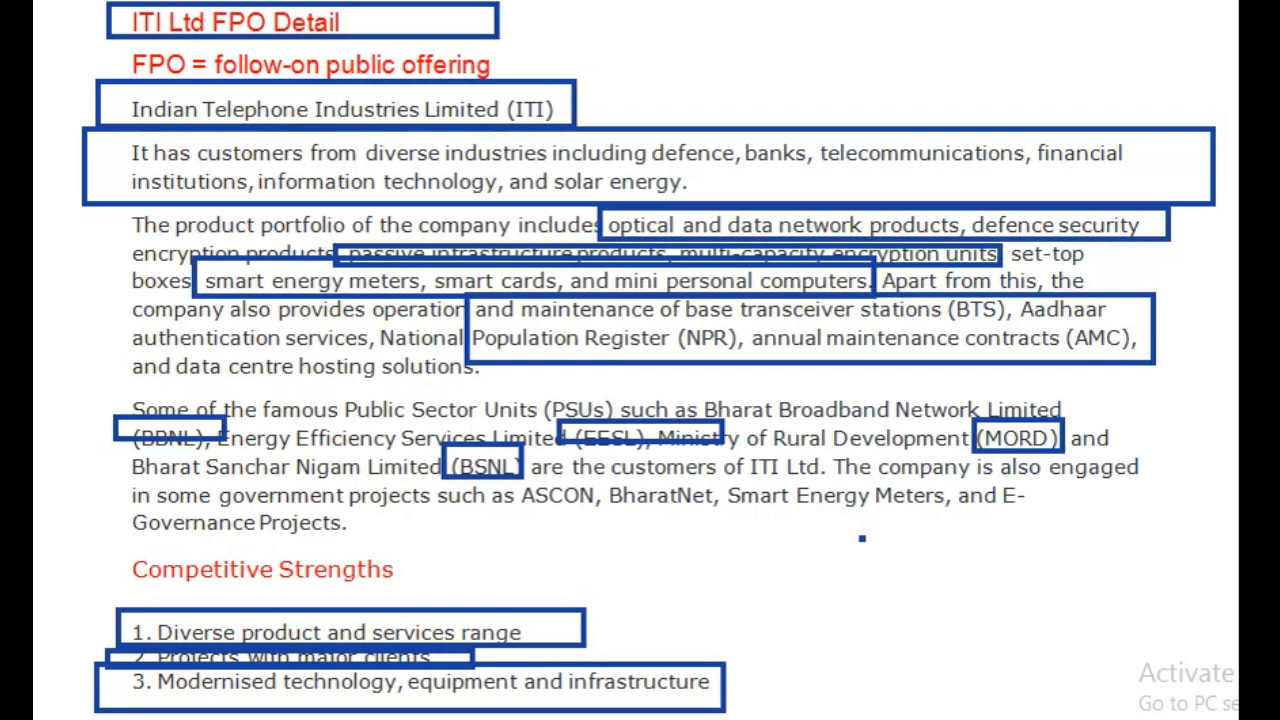 ITI Ltd FPO Detail
FPO = follow-on public offering
Indian Telephone Industries Limited (ITI)
It has customers from diverse industries including defence, banks, telecommunications, financial
institutions, information technology, and solar energy.
The product portfolio of the company includes optical and data network products, defence security
encryption products, passive infrastructure products, multi-capacity encryption units, set-top
boxes, smart energy meters, smart cards, and mini personal computers. Apart from this, the
company also provides operation and maintenance of base transceiver stations (BTS), Aadhaar
authentication services, National Population Register (NPR), annual maintenance contracts (AMC),
and data centre hosting solutions.
Some of the famous Public Sector Units (PSUs) such as Bharat Broadband Network Limited
(BBNL), Energy Efficiency Services Limited (EESL), Ministry of Rural Development (MORD) and
Bharat Sanchar Nigam Limited (BSNL) are the customers of ITI Ltd. The company is also engaged
in some government projects such as ASCON, BharatNet, Smart Energy Meters, and E-
Governance Projects.
Competitive Strengths
1. Diverse product and services range
2. Projects with major clients
3. Modernised technology, equipment and infrastructure
Activate
Go to PC se